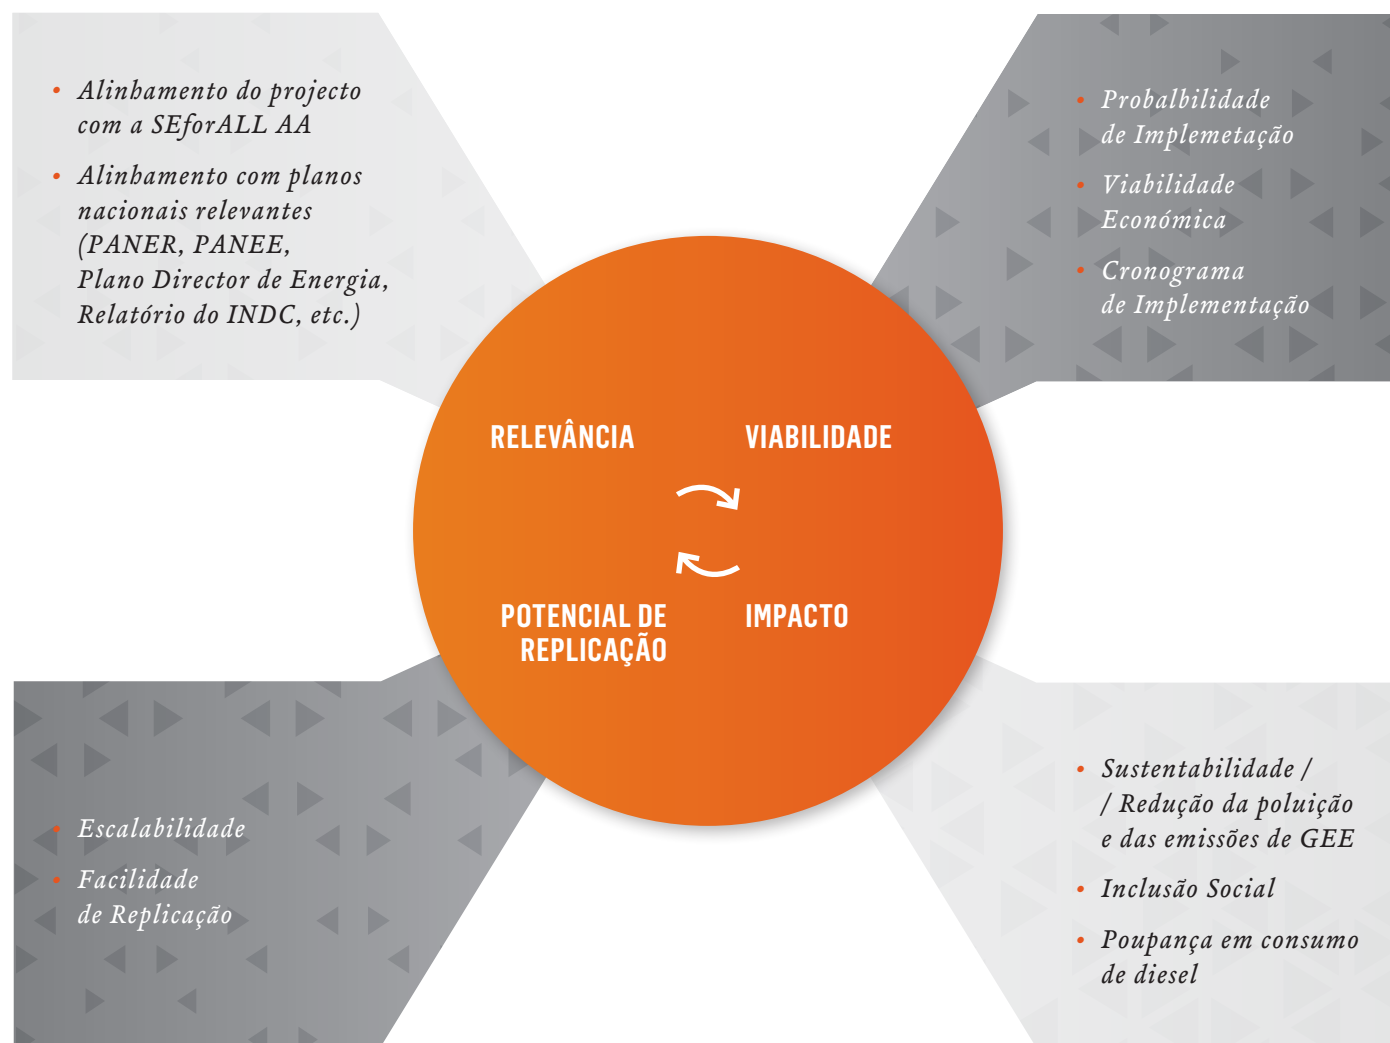 • Alinhamento do projecto
com a SEforALL AA
• Alinhamento com planos
nacionais relevantes
(PANER, PANEE,
Plano Director de Energia,
Relatório do INDC, etc.)
• Probalbilidade
de Implemetação
• Viabilidade
Económica
• Cronograma
de Implementação
RELEVÂNCIA
VIABILIDADE
POTENCIAL DE
REPLICAÇÃO
IMPACTO
• Escalabilidade
• Facilidade
de Replicação
• Sustentabilidade /
/ Redução da poluição
e das emissões de GEE
• Inclusão Social
• Poupança em consumo
de diesel